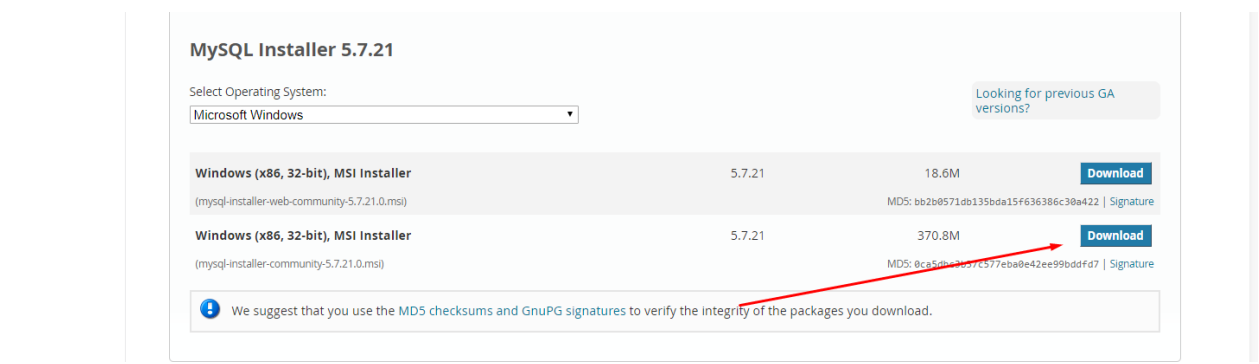 MySQL Installer 5.7.21
Select Operating System:
Microsoft Windows
Looking for previous GA
versions?
Windows (x86, 32-bit), MSI Installer 5.7.21 18.6M Download
(mysql-installer-web-community-5.7.21.0.msi) MD5: bb2b0571db135bda15f636386c30a422 | Signature
Windows (x86, 32-bit), MSI Installer 5.7.21 370.8M Download
(mysql-installer-community-5.7.21.0.msi) MD5: | Signature
We suggest that you use the MD5 checksums and GnuPG signatures to verify the integrity of the packages you download.